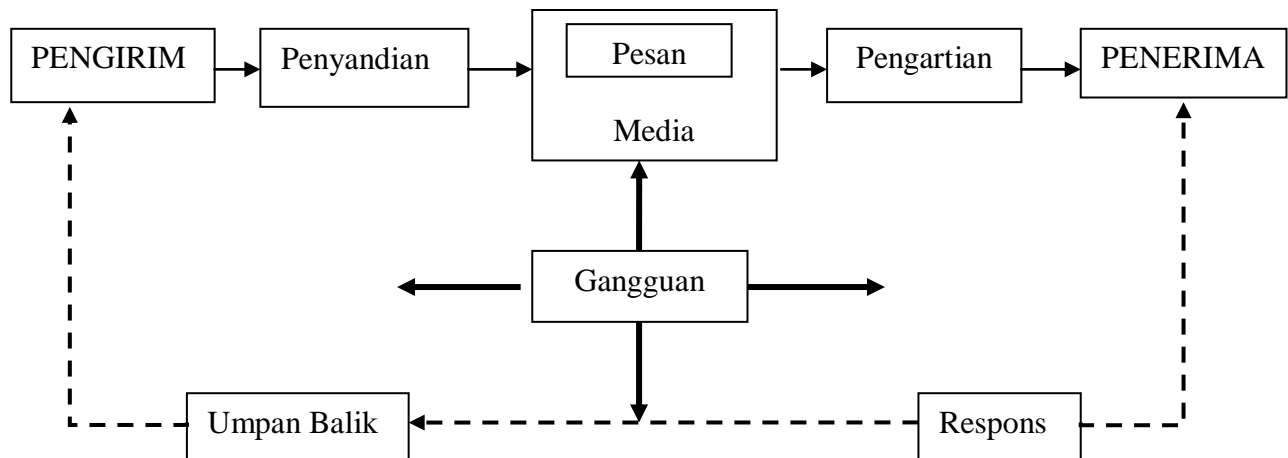 PENGIRIM
Penyandian
Pesan
Media
Pengartian
PENERIMA
Gangguan
Umpan Balik
Respons